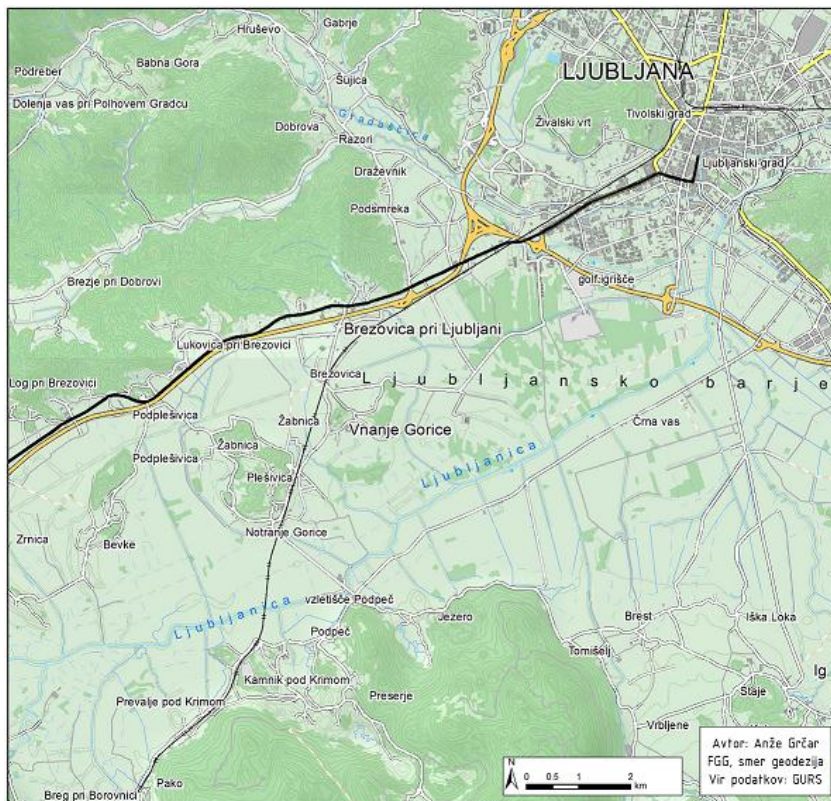 Gabrje
Hruševo
Babna Gora
Podreber
Šujica
LJUBLJANA
Dolenja vas pri Polhovem Gradcu
Gradaščica
Živalski vrt
Tivolski grad
Dobrova
Razori
Ljubljanski grad
Draževnik
Podsmreka
golf igrišče
Brezje pri Dobrovi
Brezovica pri Ljubljani
Lukovica pri Brezovici
Brezovica
Ljubljansko barje
Log pri Brezovici
Podplešivica
Žabnica
Črna vas
Vnanje Gorice
Žabnica
Ljubljanica
Podplešivica
Plešivica
Notranje Gorice
Zrnica
Bevke
vzletišče Podpeč
Ljubljanica
Jezero
Brest
Iška Loka
Podpeč
Tomišelj
Ig
Kamnik pod Krimom
Staje
Preserje
Prevalje pod Krimom
Vrbljene
Pako
Breg pri Borovnici
N
0 0.5 1 2
km
Avtor: Anže Grčar
FGG, smer geodezija
Vir podatkov: GURS